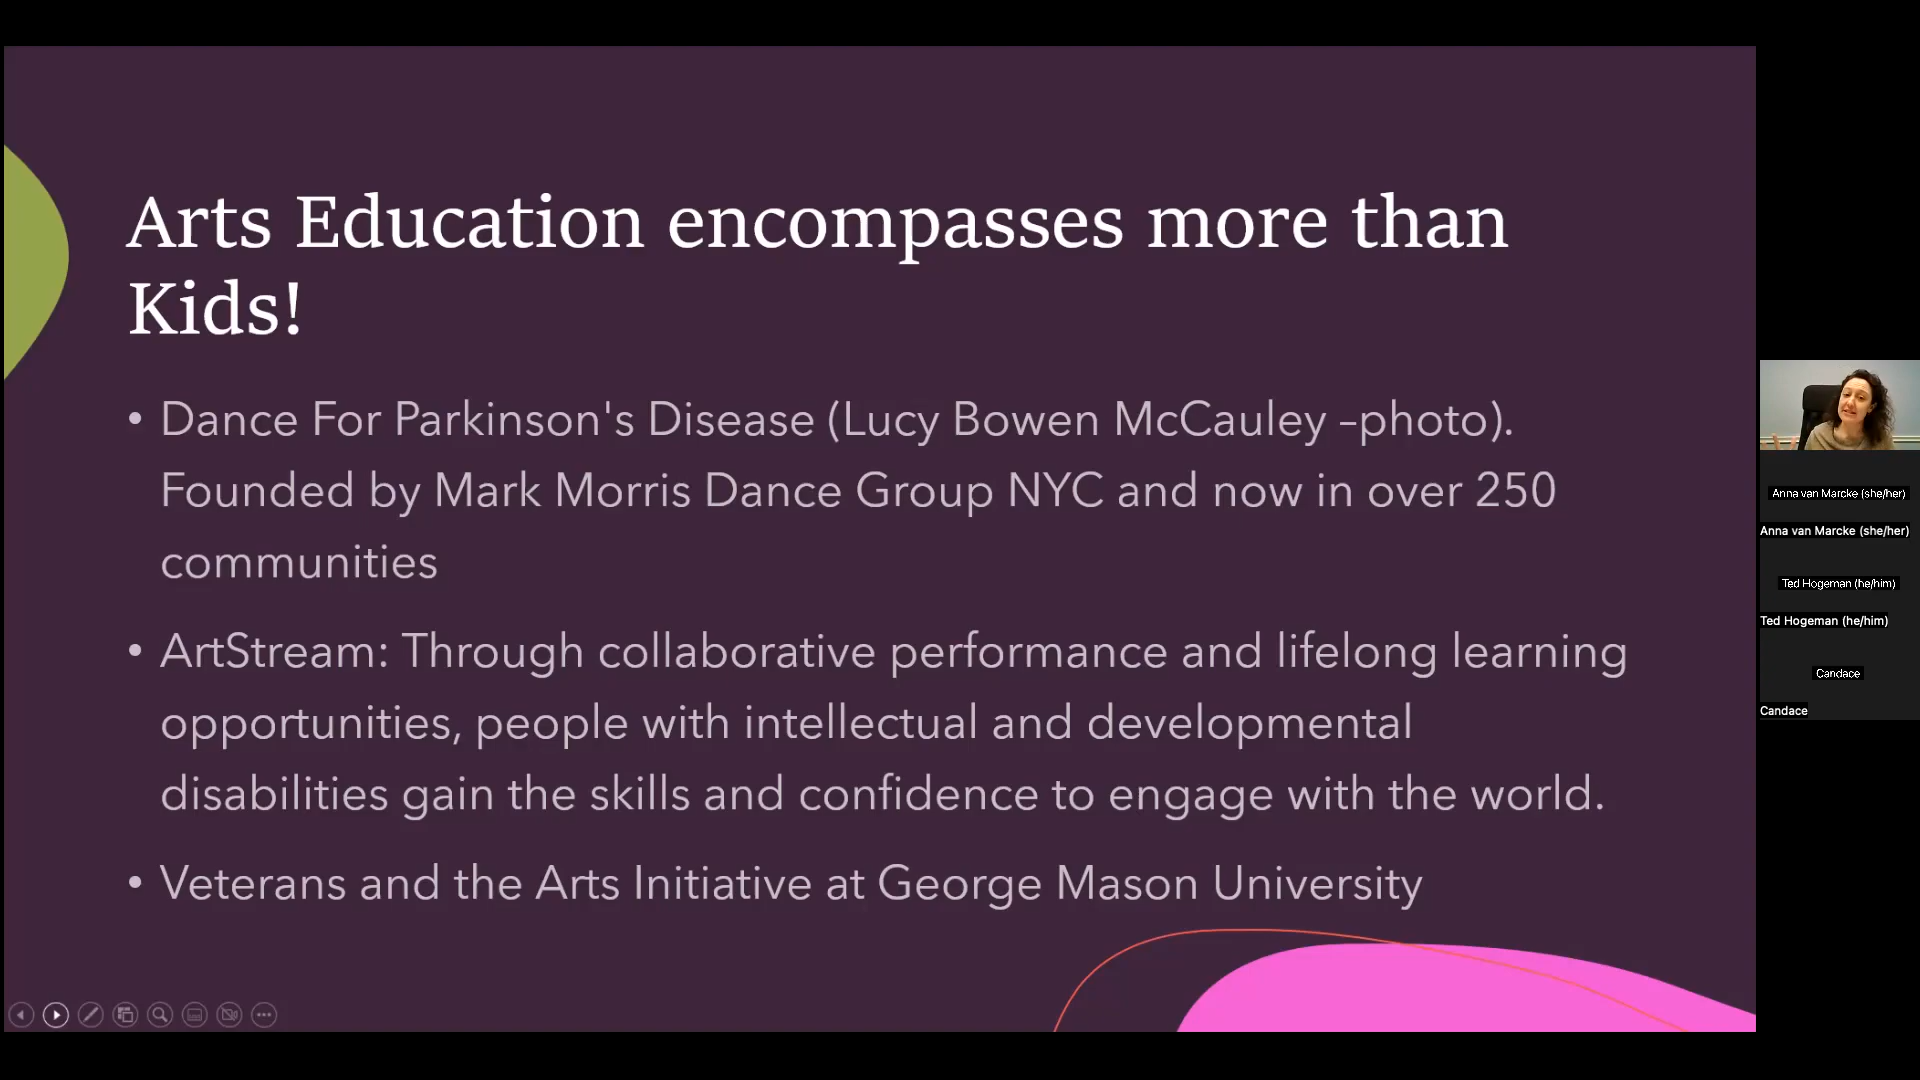 Arts Education encompasses more than
Kids!
• Dance For Parkinson's Disease (Lucy Bowen McCauley –photo).
Founded by Mark Morris Dance Group NYC and now in over 250
communities
• ArtStream: Through collaborative performance and lifelong learning
opportunities, people with intellectual and developmental
disabilities gain the skills and confidence to engage with the world.
• Veterans and the Arts Initiative at George Mason University
Anna van Marcke (she/her)
Anna van Marcke (she/her)
Ted Hogeman (he/him)
Ted Hogeman (he/him)
Candace
Candace